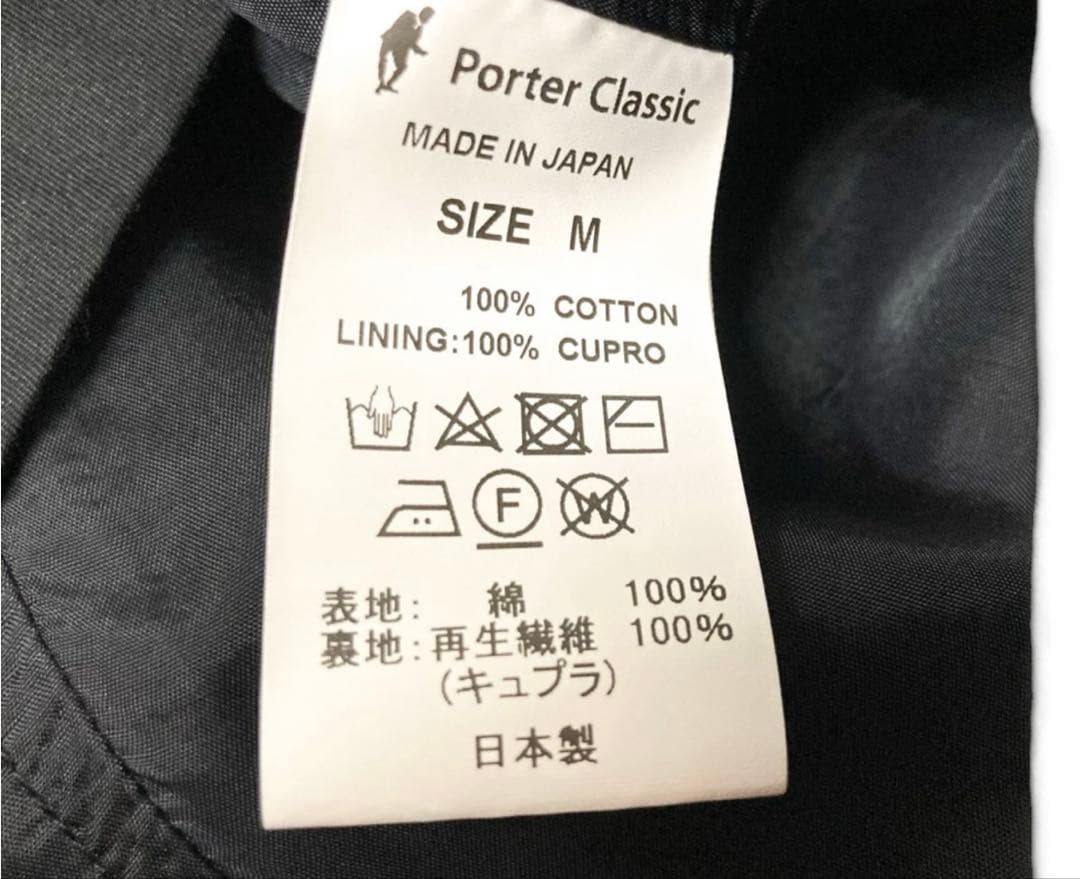 Porter Classic
MADE IN JAPAN
SIZE M
100% COTTON
LINING:100% CUPRO
F W
表地: 綿 100%
裏地:再生繊維 100%
(キュプラ)
日本製